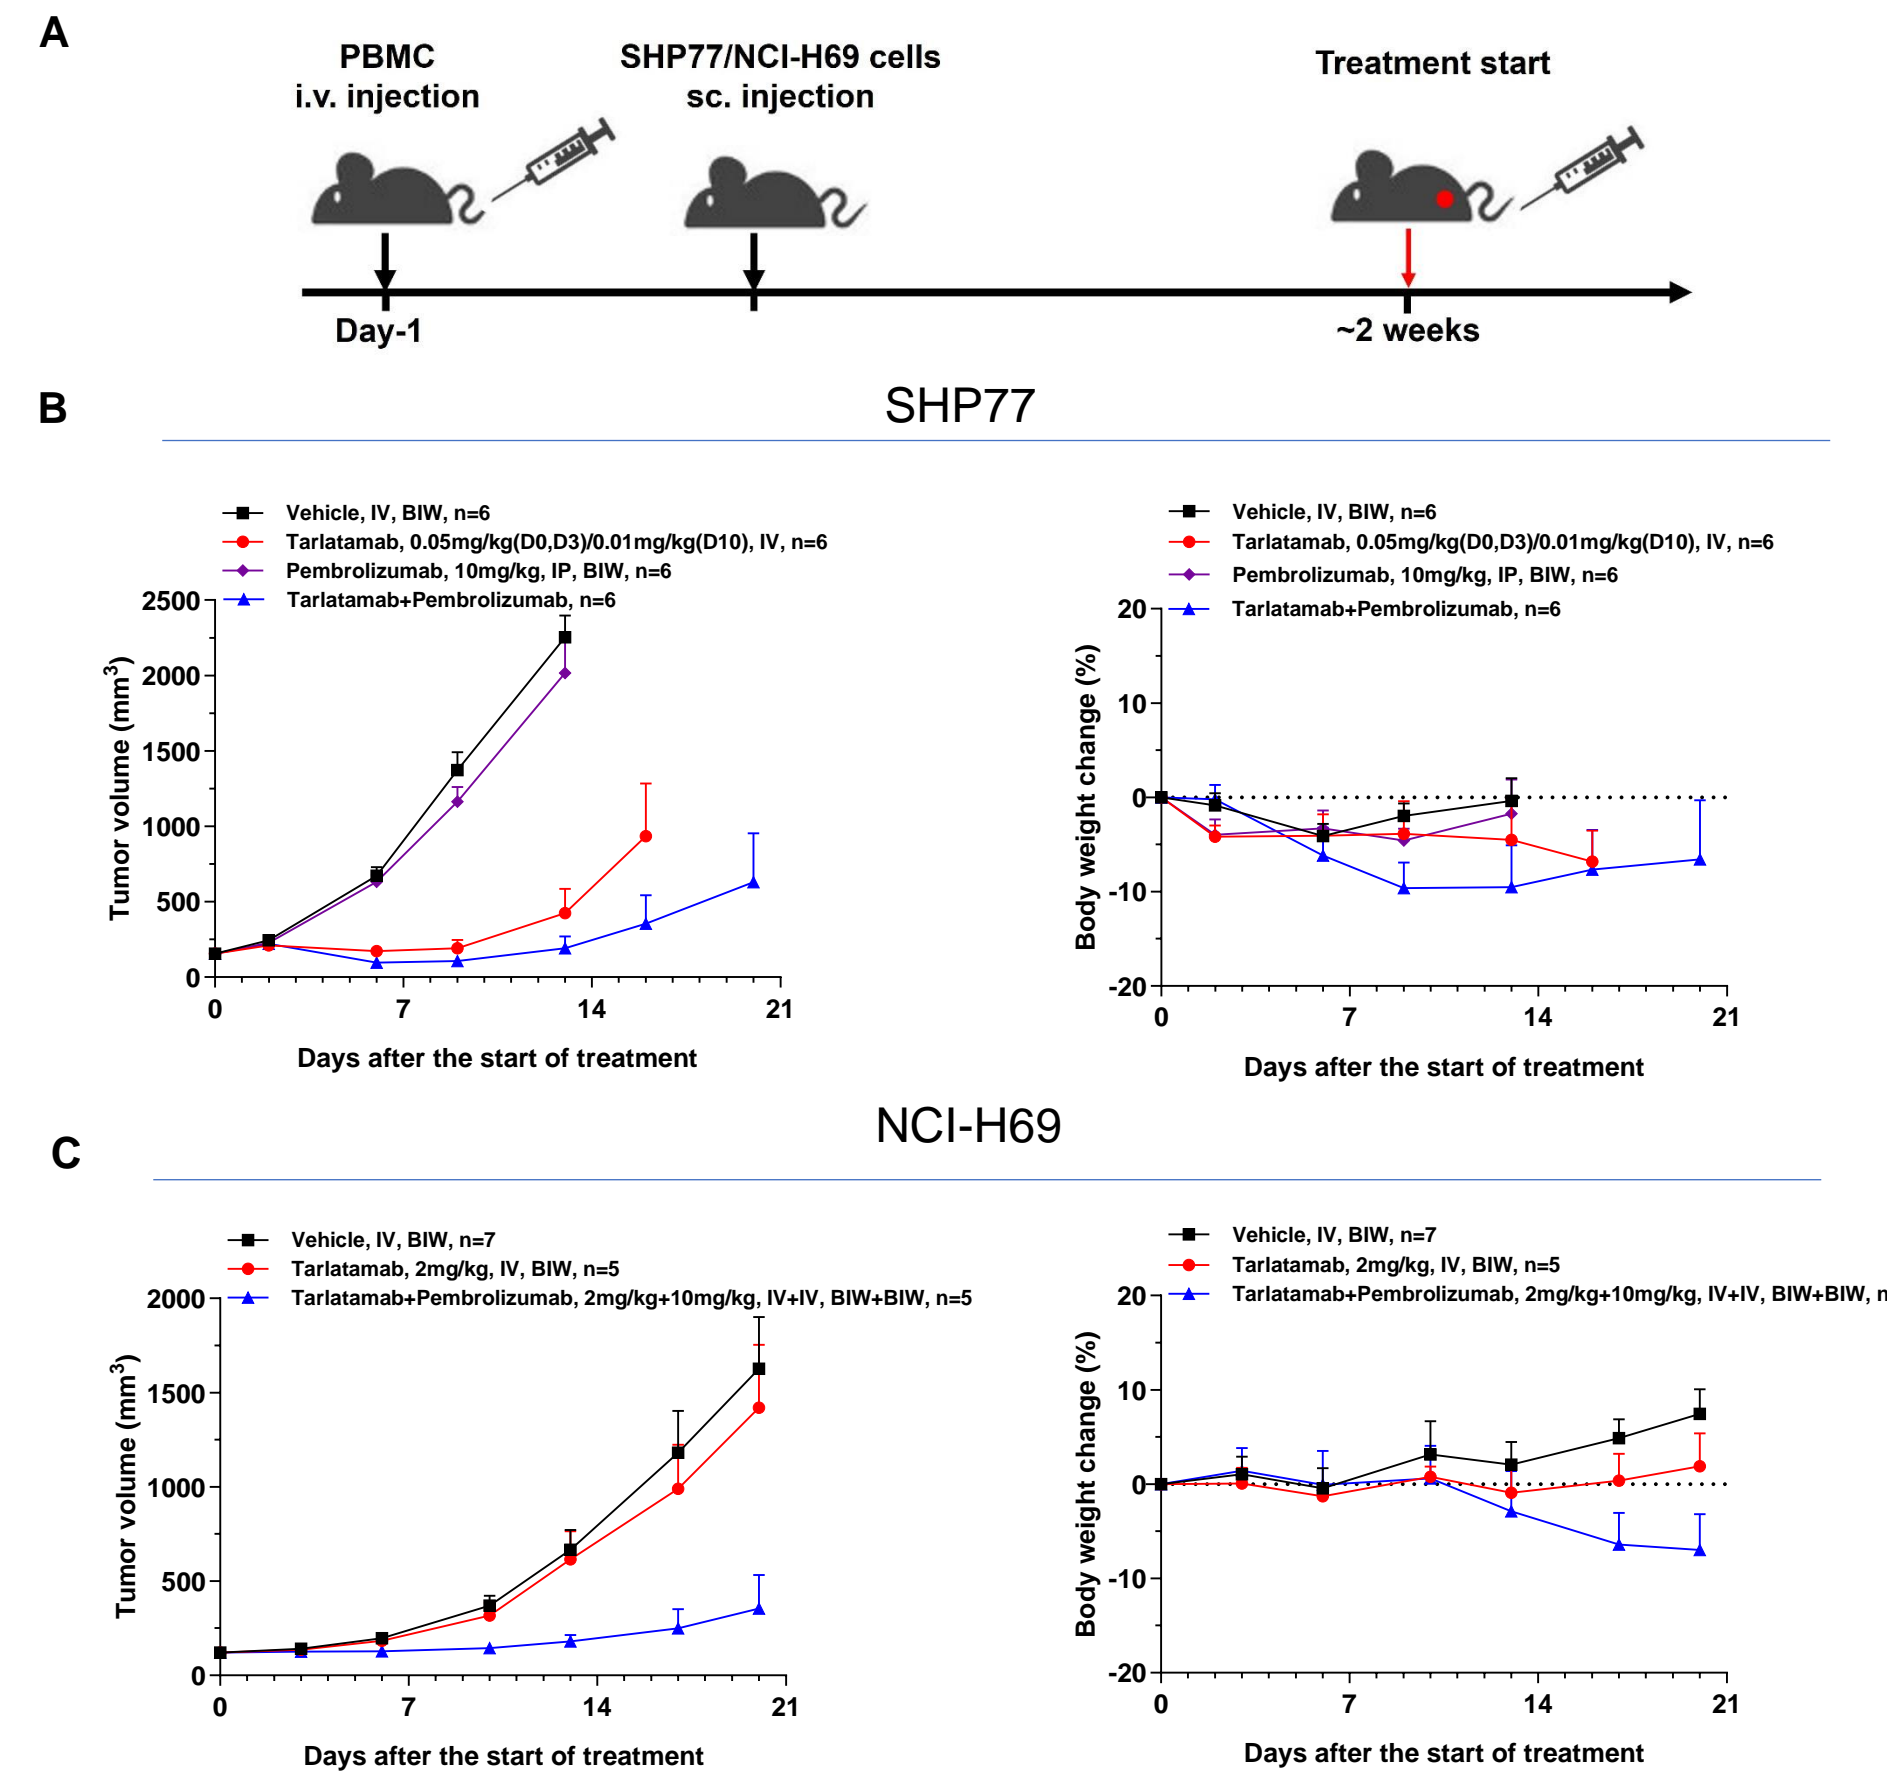 A
PBMC
i.v. injection
SHP77/NCI-H69 cells
sc. injection
Treatment start
Day-1
~2 weeks
B
SHP77
Vehicle, IV, BIW, n=6
Tarlatamab, 0.05mg/kg(D0,D3)/0.01mg/kg(D10), IV, n=6
Pembrolizumab, 10mg/kg, IP, BIW, n=6
Tarlatamab+Pembrolizumab, n=6
Tumor volume (mm³)
2500
2000
1500
1000
500
0
0 7 14 21
Days after the start of treatment
Vehicle, IV, BIW, n=6
Tarlatamab, 0.05mg/kg(D0,D3)/0.01mg/kg(D10), IV, n=6
Pembrolizumab, 10mg/kg, IP, BIW, n=6
Tarlatamab+Pembrolizumab, n=6
Body weight change (%)
20
10
0
-10
-20
0 7 14 21
Days after the start of treatment
C
NCI-H69
Vehicle, IV, BIW, n=7
Tarlatamab, 2mg/kg, IV, BIW, n=5
Tarlatamab+Pembrolizumab, 2mg/kg+10mg/kg, IV+IV, BIW+BIW, n=5
Tumor volume (mm³)
2000
1500
1000
500
0
0 7 14 21
Days after the start of treatment
Vehicle, IV, BIW, n=7
Tarlatamab, 2mg/kg, IV, BIW, n=5
Tarlatamab+Pembrolizumab, 2mg/kg+10mg/kg, IV+IV, BIW+BIW, n
Body weight change (%)
20
10
0
-10
-20
0 7 14 21
Days after the start of treatment